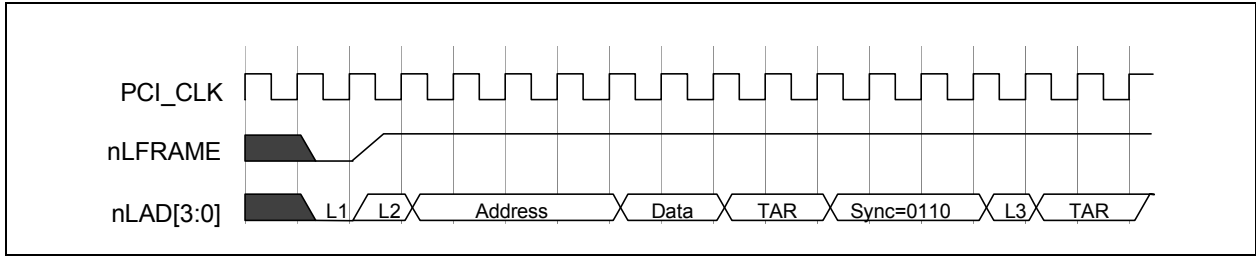 PCI_CLK
nLFRAME
nLAD[3:0]
L1
L2
Address
Data
TAR
Sync=0110
L3
TAR